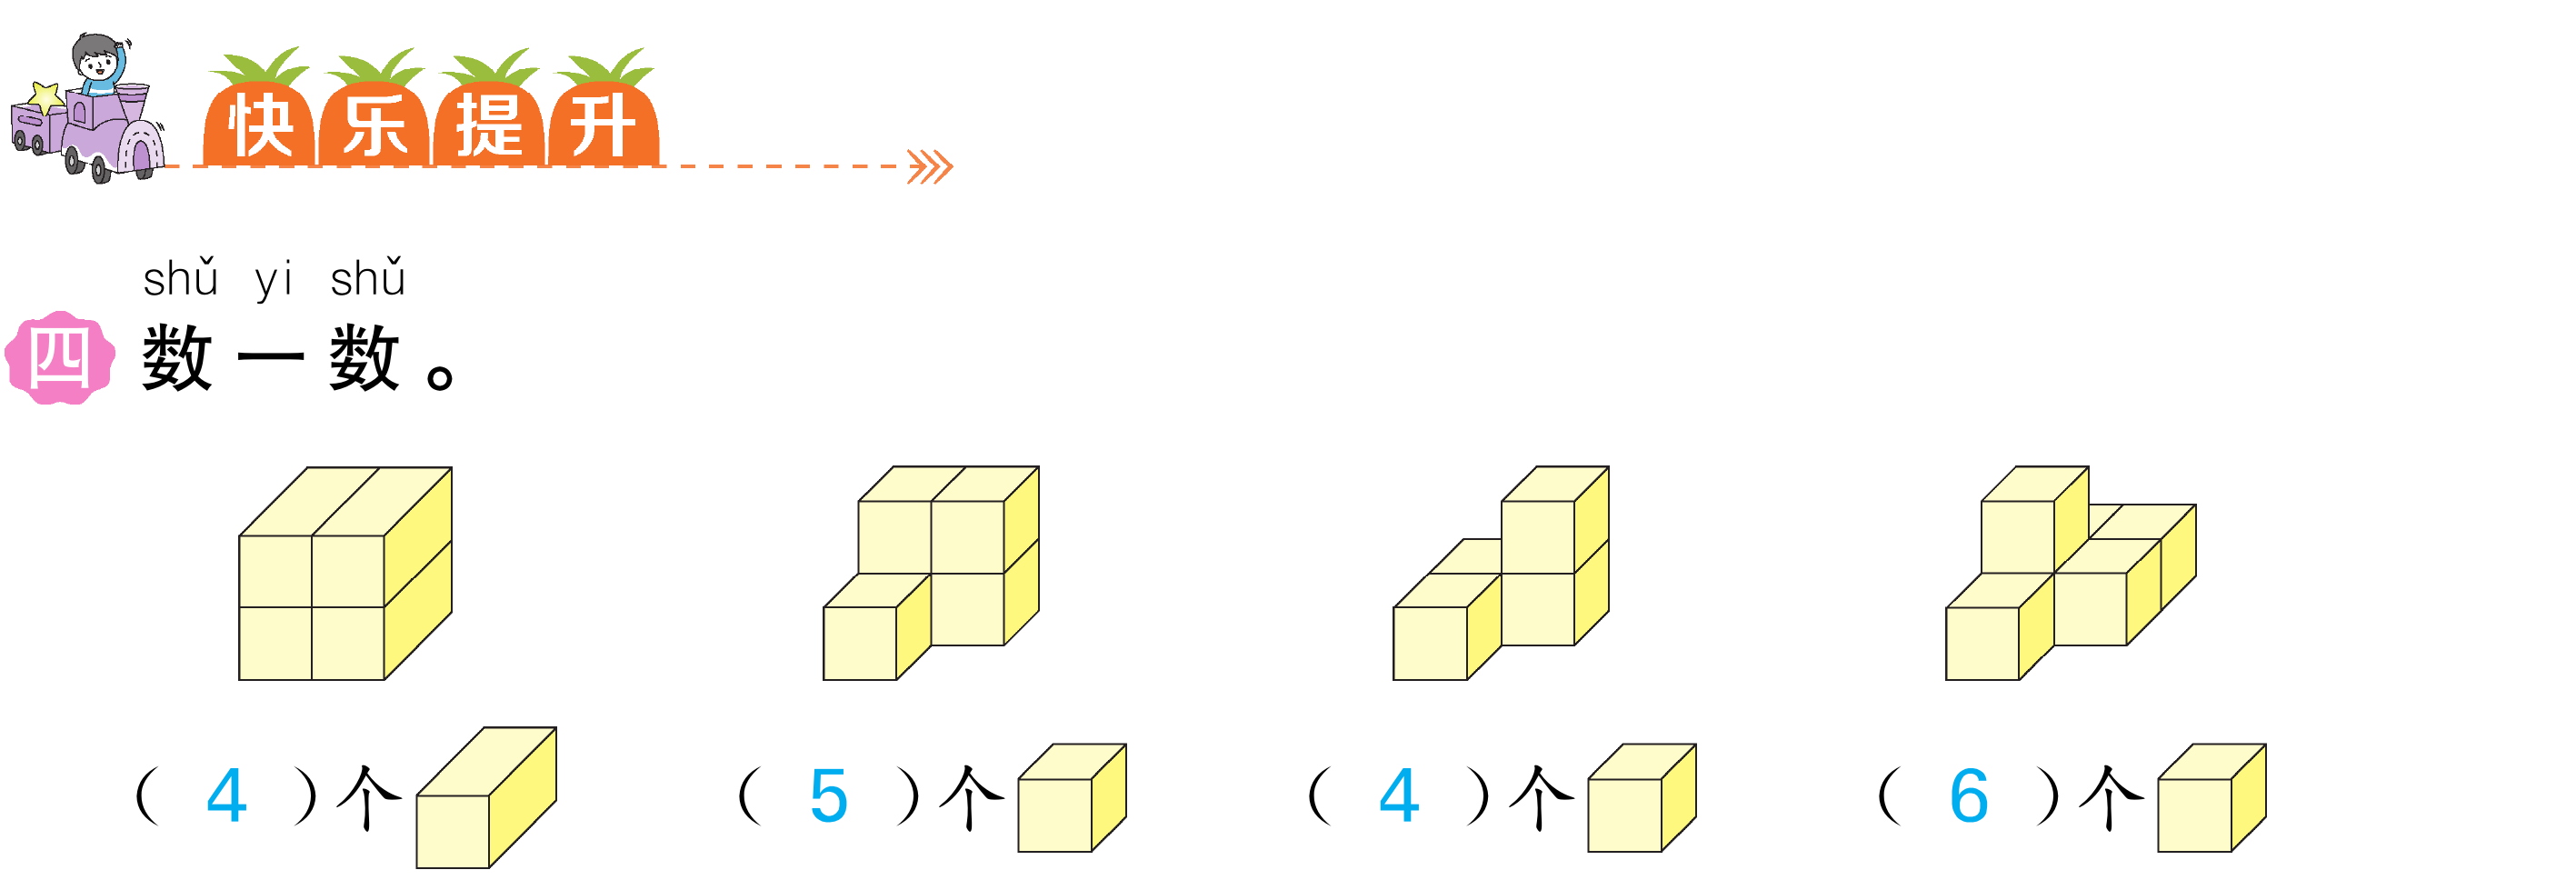 快乐提升
shǔ yi shǔ
四 数一数。
（ 4 ）个 （ 5 ）个 （ 4 ）个 （ 6 ）个